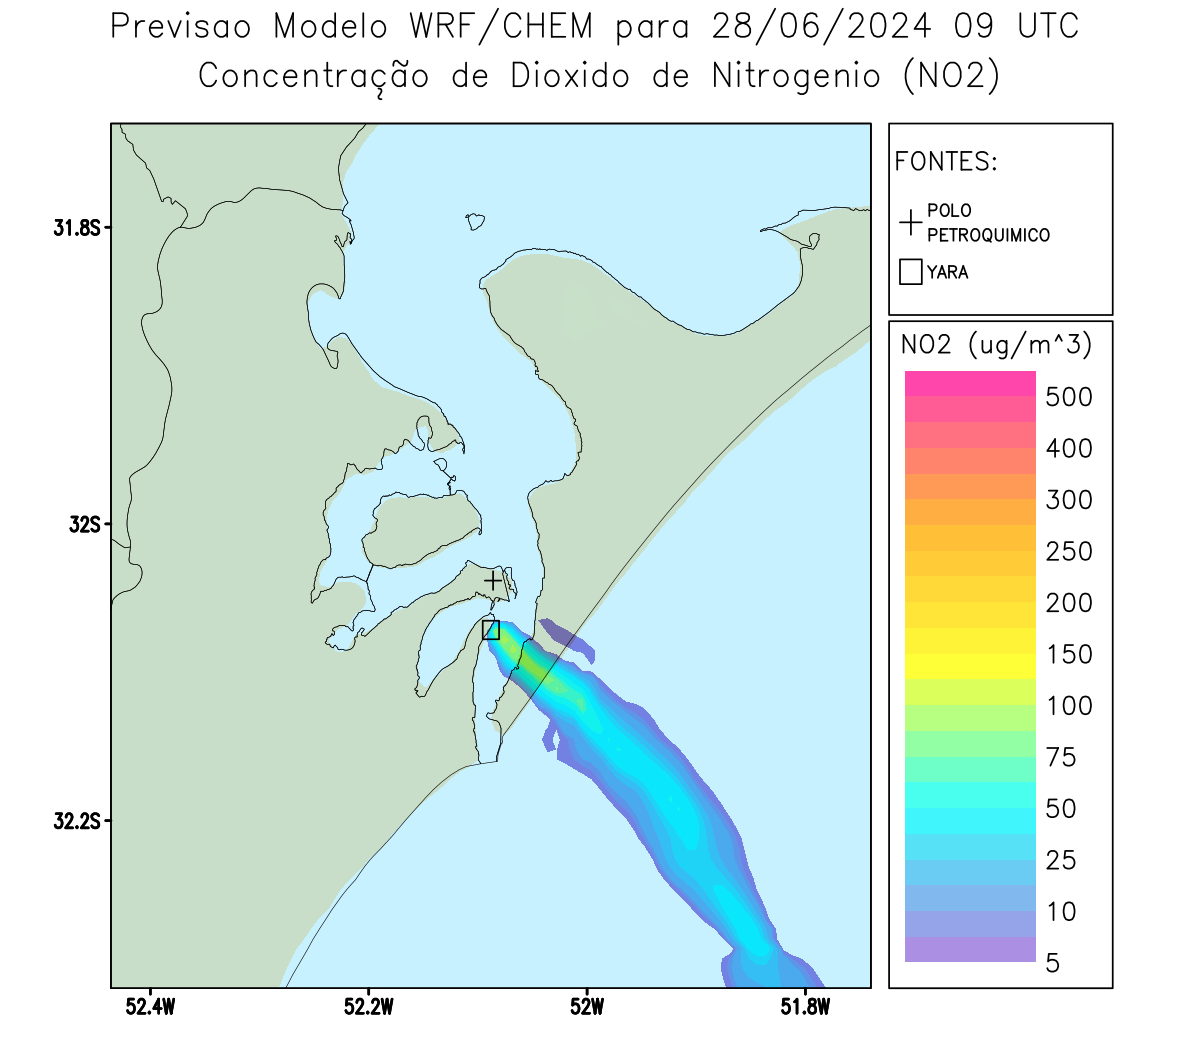 Previsao Modelo WRF/CHEM para 28/06/2024 09 UTC
Concentração de Dioxido de Nitrogenio (NO2)
FONTES:
POLO
PETROQUIMICO
YARA
31.8S
32S
32.2S
52.4W
52.2W
52W
51.8W
NO2 (ug/m^3)
500
400
300
250
200
150
100
75
50
25
10
5